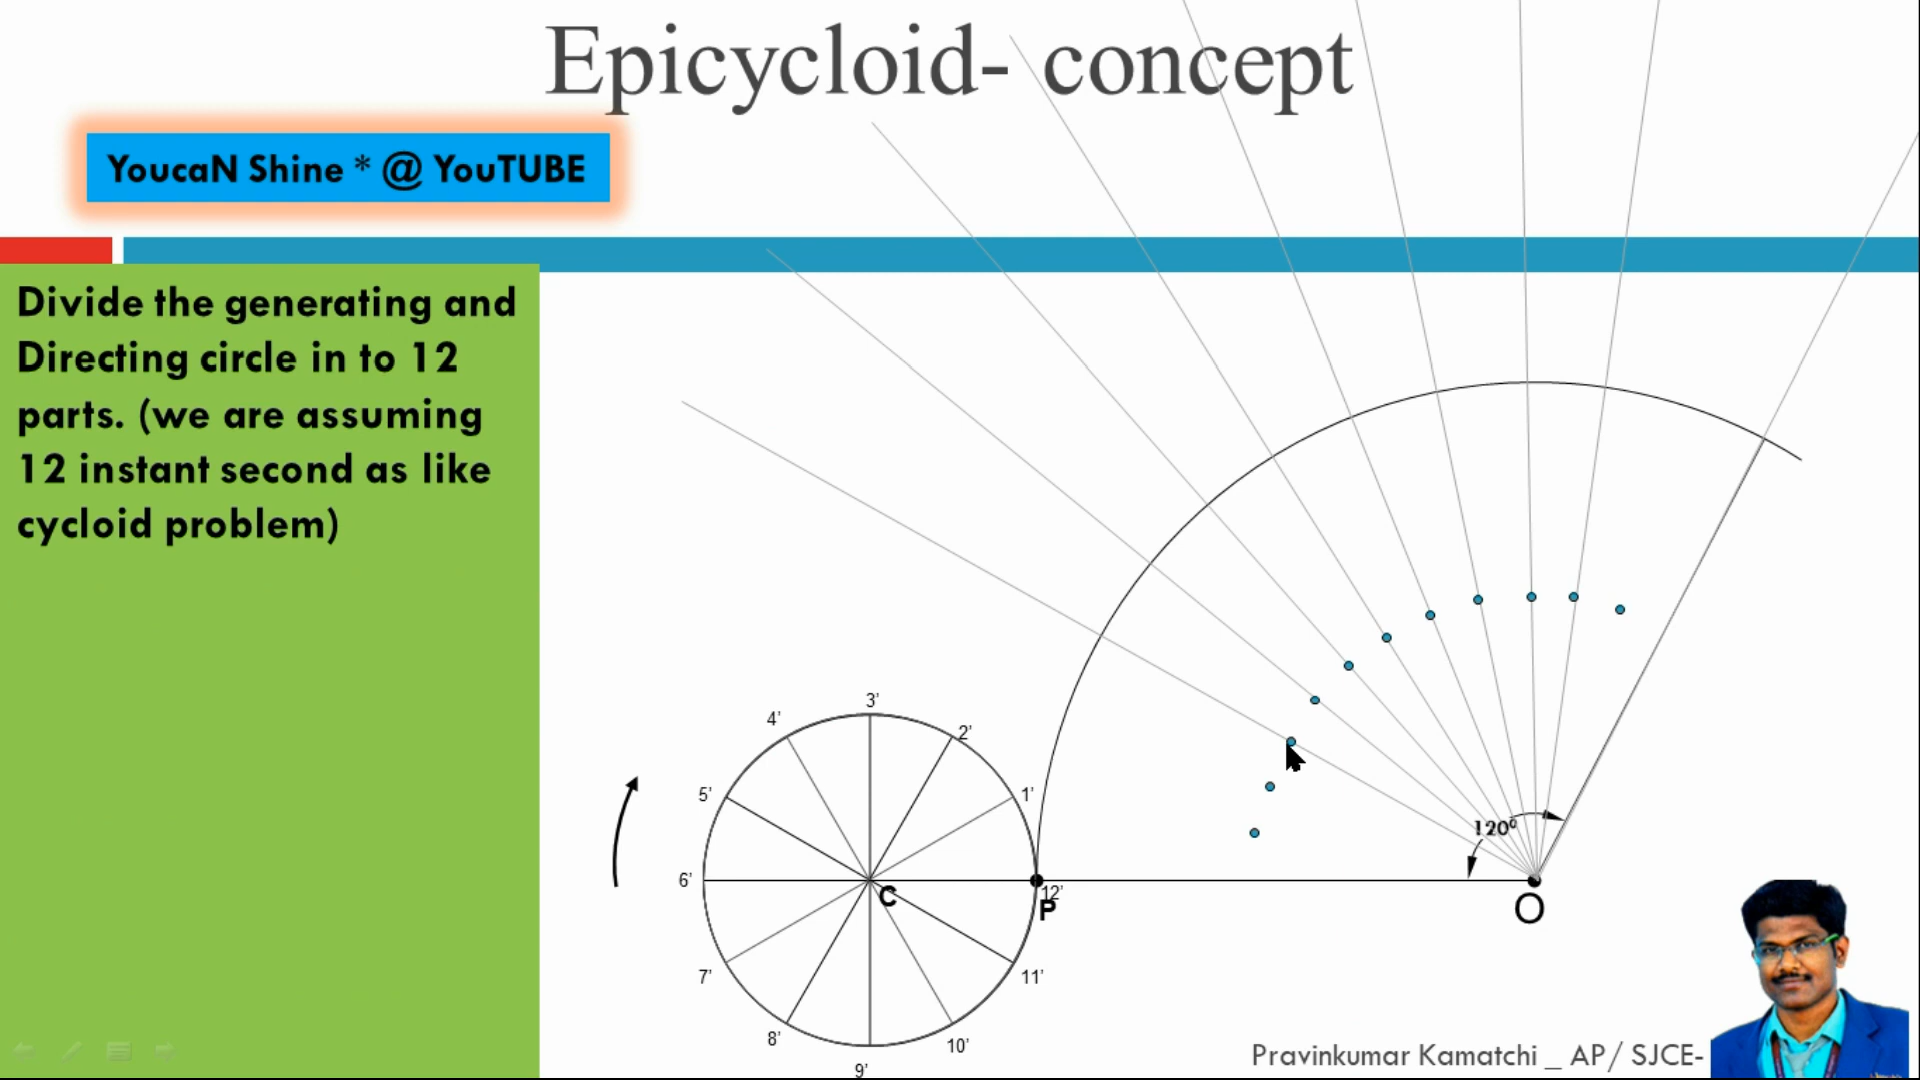 Epicycloid- concept
YoucaN Shine * @ YouTUBE
Divide the generating and
Directing circle in to 12
parts. (we are assuming
12 instant second as like
cycloid problem)
3'
4'
2'
5'
1'
120⁰
6'
C
12'
P
O
7'
11'
8'
10'
9'
Pravinkumar Kamatchi _ AP/ SJCE-